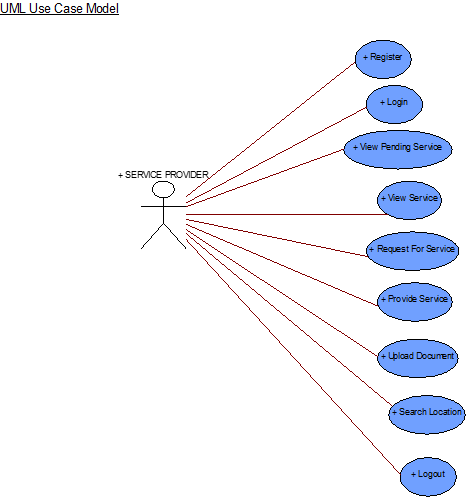 UML Use Case Model
+ Register
+ Login
+ View Pending Service
+ SERVICE PROVIDER
+ View Service
+ Request For Service
+ Provide Service
+ Upload Document
+ Search Location
+ Logout